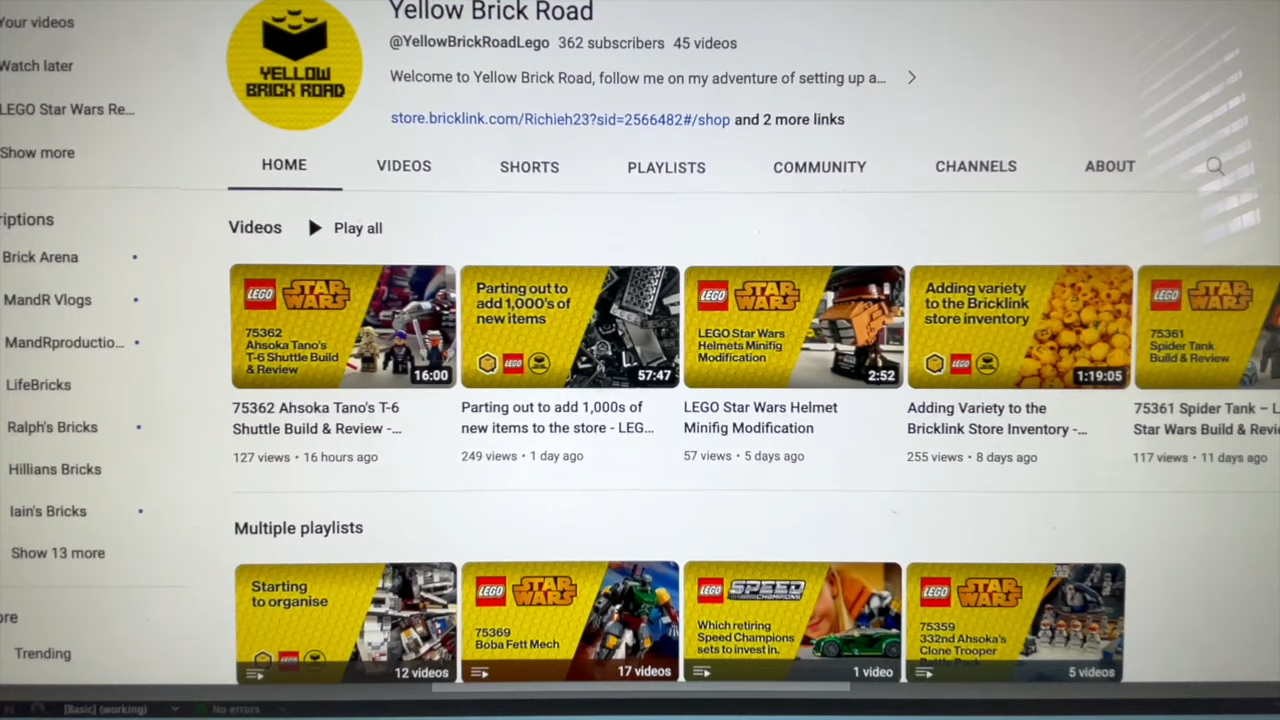 Your videos
Watch later
LEGO Star Wars Re...
Show more
riptions
Brick Arena
MandR Vlogs
MandRproductio...
LifeBricks
Ralph's Bricks
Hillians Bricks
Iain's Bricks
Show 13 more
ore
Trending
YELLOW
BRICK ROAD
Yellow Brick Road
@YellowBrickRoadLego 362 subscribers 45 videos
Welcome to Yellow Brick Road, follow me on my adventure of setting up a...
store.bricklink.com/Richieh23?sid=2566482#/shop and 2 more links
HOME VIDEOS SHORTS PLAYLISTS COMMUNITY CHANNELS ABOUT
Videos Play all
LEGO STAR WARS
75362
Ahsoka Tano's
T-6 Shuttle Build
& Review
16:00
75362 Ahsoka Tano's T-6
Shuttle Build & Review -...
127 views • 16 hours ago
Parting out to
add 1,000's of
new items
LEGO
57:47
Parting out to add 1,000s of
new items to the store - LEG...
249 views • 1 day ago
LEGO STAR WARS
LEGO Star Wars
Helmets Minifig
Modification
2:52
LEGO Star Wars Helmet
Minifig Modification
57 views • 5 days ago
Adding variety
to the Bricklink
store inventory
LEGO
1:19:05
Adding Variety to the
Bricklink Store Inventory -...
255 views • 8 days ago
LEGO STAR WARS
75361
Spider Tank
Build & Review
75361 Spider Tank – L
Star Wars Build & Revi
117 views • 11 days ago
Multiple playlists
Starting
to organise
LEGO
12 videos
LEGO STAR WARS
75369
Boba Fett Mech
17 videos
LEGO SPEED
CHAMPIONS
Which retiring
Speed Champions
sets to invest in.
1 video
LEGO STAR WARS
75359
332nd Ahsoka's
Clone Trooper
5 videos
[Basic] (working) No errors